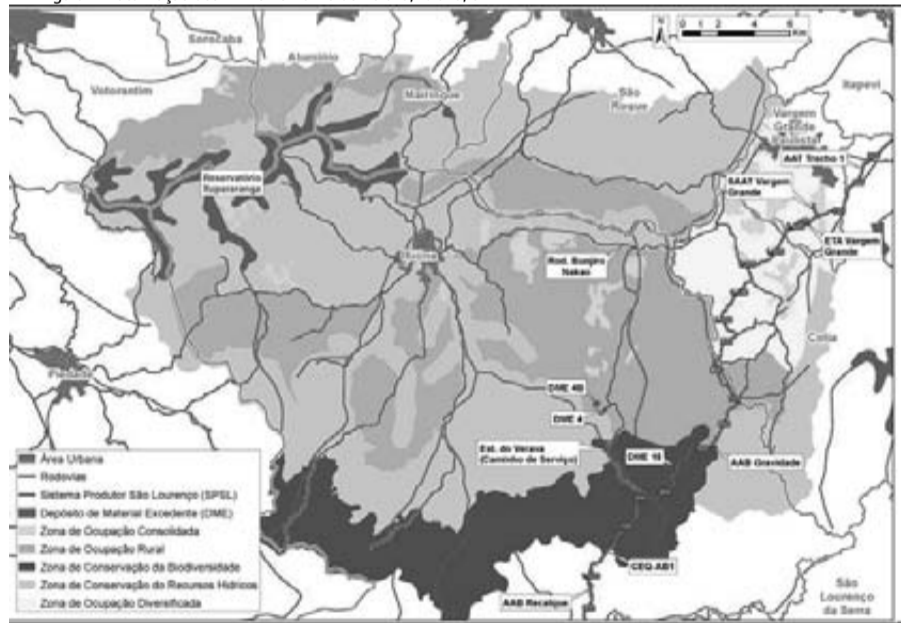 N
0 1 2 4 6
Km
Sorocaba
Alumínio
Votorantim
Mairinque
São
Roque
Itapevi
Vargem
Grande
Paulista
AAT Trecho 1
Reservatório
Itupararanga
SAAT Vargem
Grande
Ibiúna
Rod. Bunjiro
Nakao
ETA Vargem
Grande
Cotia
Piedade
DME 4B
DME 4
Est. do Verava
(Caminho de Serviço)
DME 16
AAB Gravidade
CEQ-AB1
AAB Recalque
São
Lourenço
da Serra
Área Urbana
Rodovias
Sistema Produtor São Lourenço (SPSL)
Depósito de Material Excedente (DME)
Zona de Ocupação Consolidada
Zona de Ocupação Rural
Zona de Conservação da Biodiversidade
Zona de Conservação do Recursos Hídricos
Zona de Ocupação Diversificada